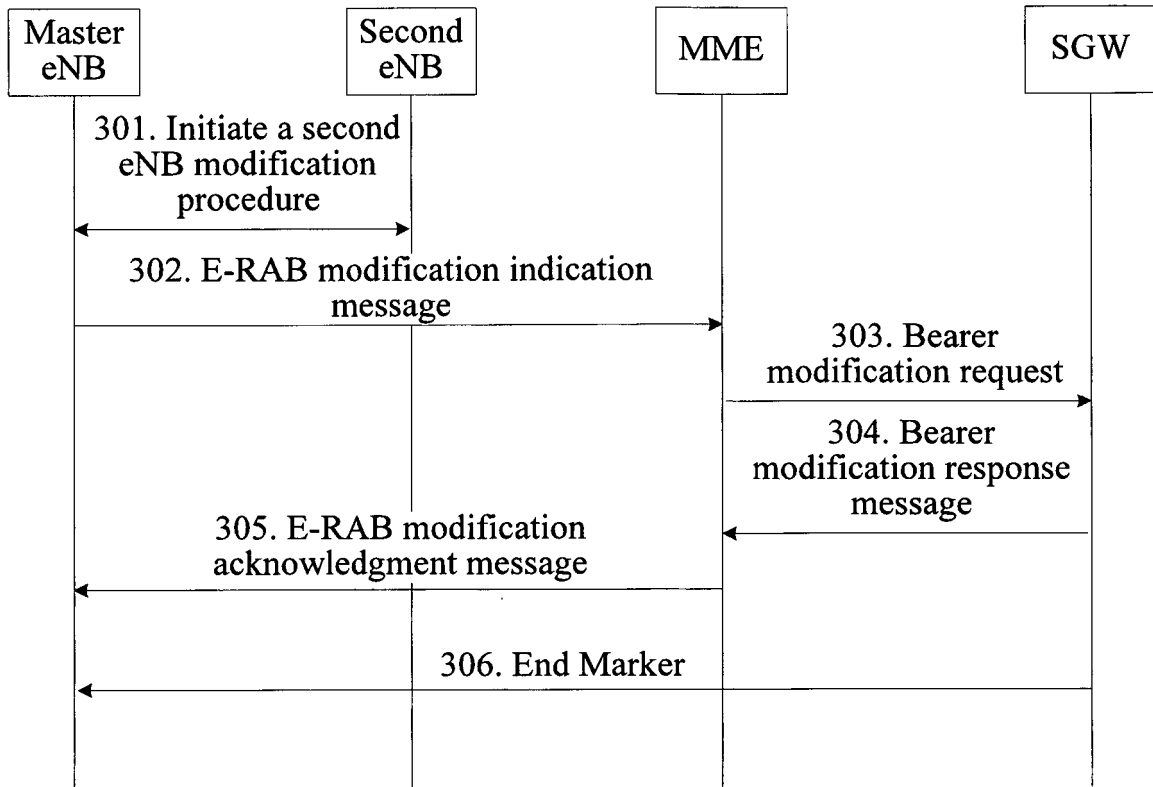 Master
eNB
Second
eNB
MME
SGW
301. Initiate a second
eNB modification
procedure
302. E-RAB modification indication
message
303. Bearer
modification request
304. Bearer
modification response
message
305. E-RAB modification
acknowledgment message
306. End Marker